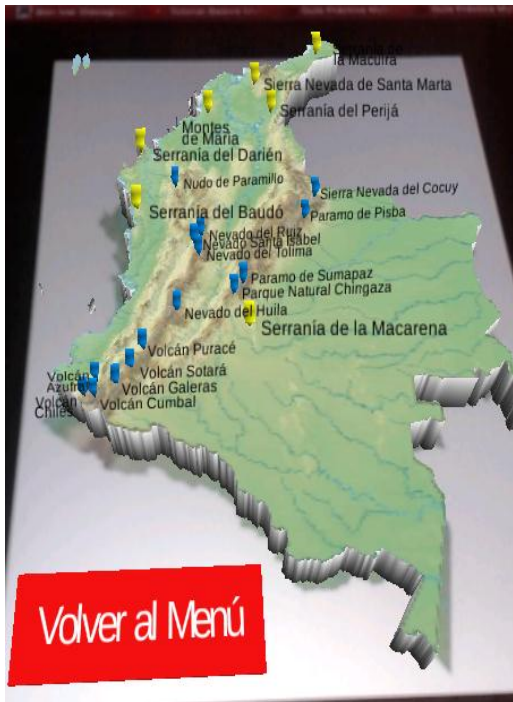 Serranía de
la Macuira
Sierra Nevada de Santa Marta
Serranía del Perijá
Montes
de María
Serranía del Darién
Nudo de Paramillo
Sierra Nevada del Cocuy
Serranía del Baudó
Paramo de Pisba
Nevado del Ruiz
Nevado Santa Isabel
Nevado del Tolima
Paramo de Sumapaz
Parque Natural Chingaza
Nevado del Huila
Serranía de la Macarena
Volcán Puracé
Volcán Sotará
Volcán
Azufral
Volcán Galeras
Volcán
Chiles
Volcán Cumbal
Volver al Menú